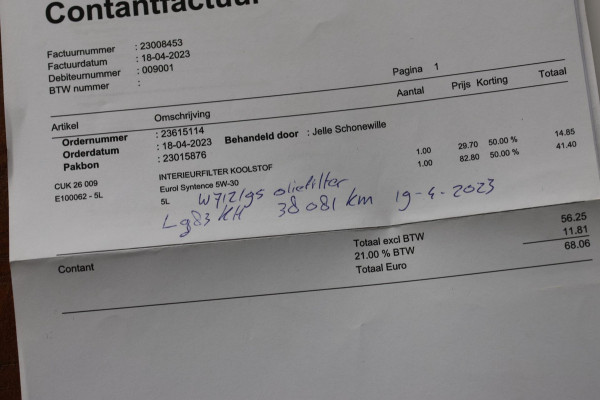 Contantfactuur
Factuurnummer : 23008453
Factuurdatum : 18-04-2023
Debiteurnummer : 009001
BTW nummer :
Pagina 1
Artikel Omschrijving Aantal Prijs Korting Totaal
Ordernummer : 23615114
Orderdatum : 18-04-2023 Behandeld door : Jelle Schonewille
Pakbon : 23015876
CUK 26 009 INTERIEURFILTER KOOLSTOF 1.00 29.70 50.00 % 14.85
E100062 - 5L Eurol Syntence 5W-30 1.00 82.80 50.00 % 41.40
5L
W712/95 oliefilter
38081 km 19-4-2023
Contant
Totaal excl BTW 56.25
21.00 % BTW 11.81
Totaal Euro 68.06